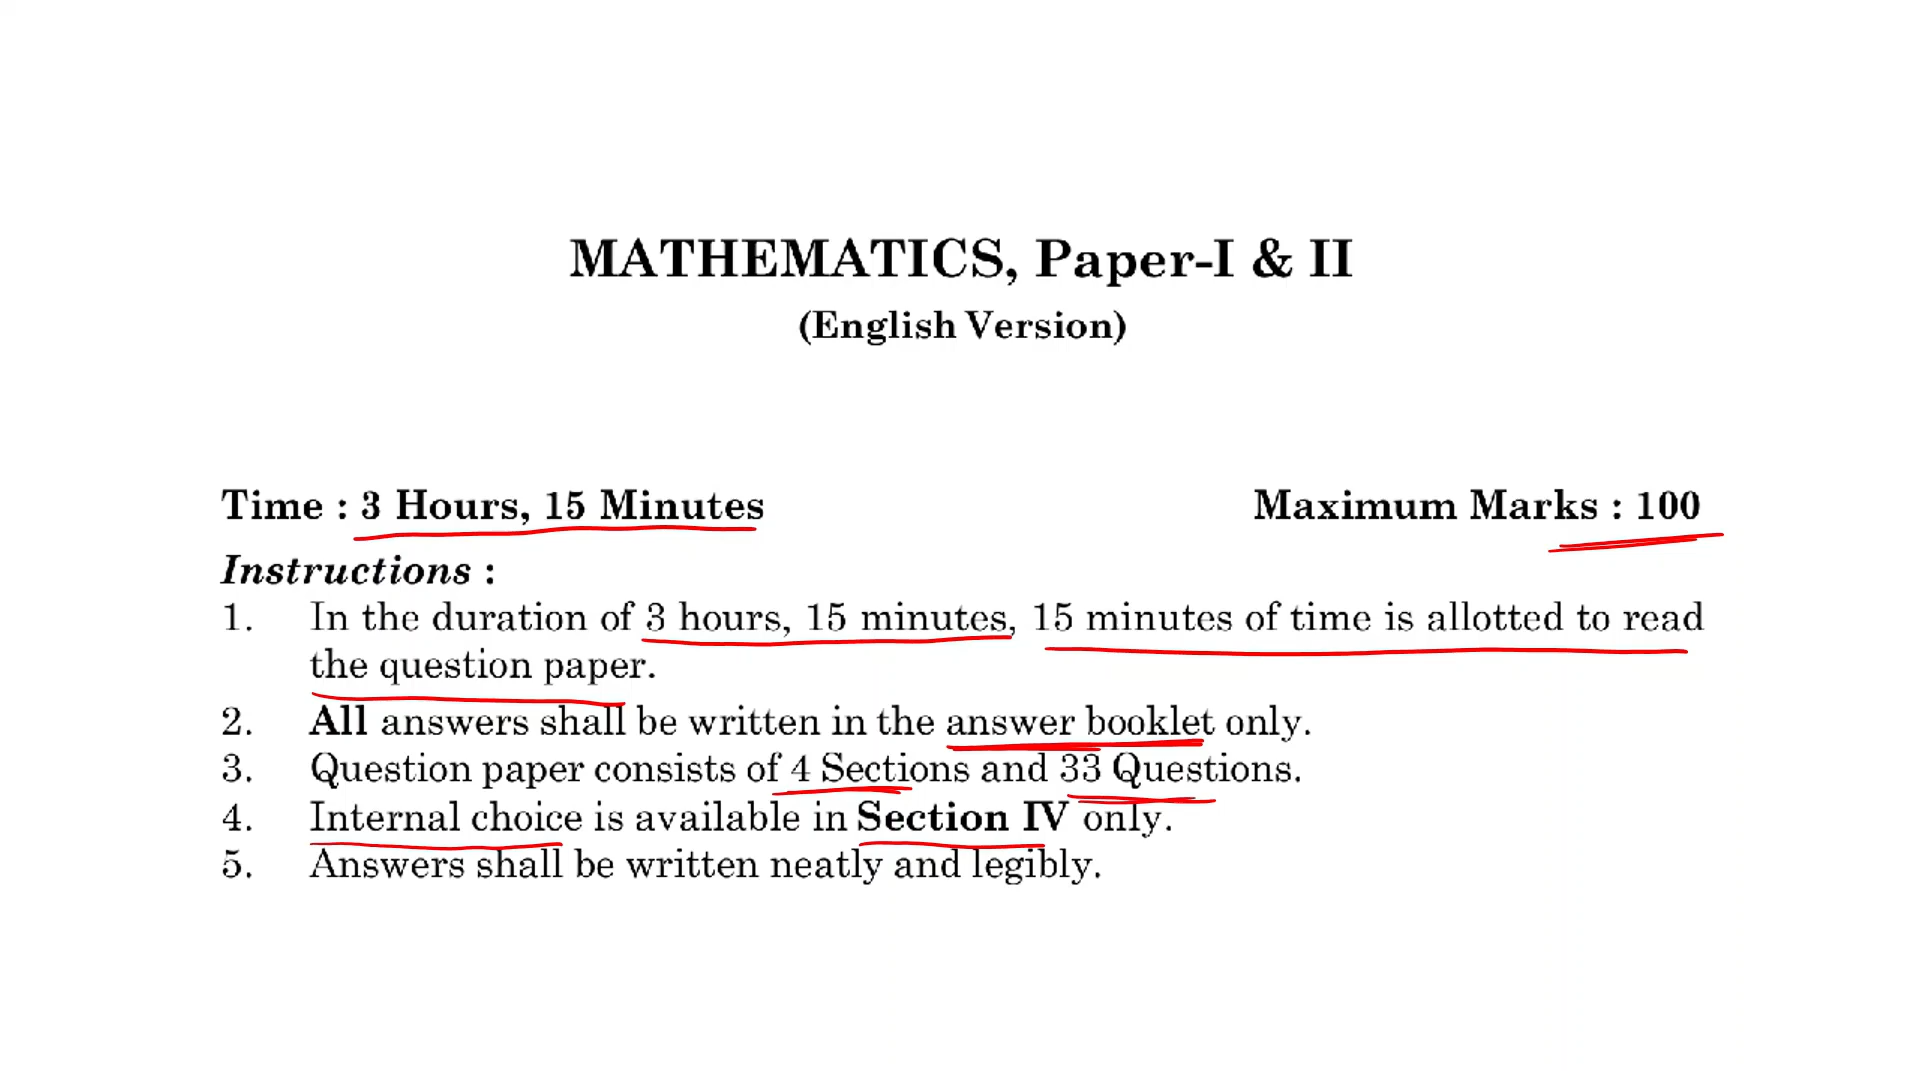 MATHEMATICS, Paper-I & II
(English Version)
Time : 3 Hours, 15 Minutes Maximum Marks : 100
Instructions :
1. In the duration of 3 hours, 15 minutes, 15 minutes of time is allotted to read
the question paper.
2. All answers shall be written in the answer booklet only.
3. Question paper consists of 4 Sections and 33 Questions.
4. Internal choice is available in Section IV only.
5. Answers shall be written neatly and legibly.